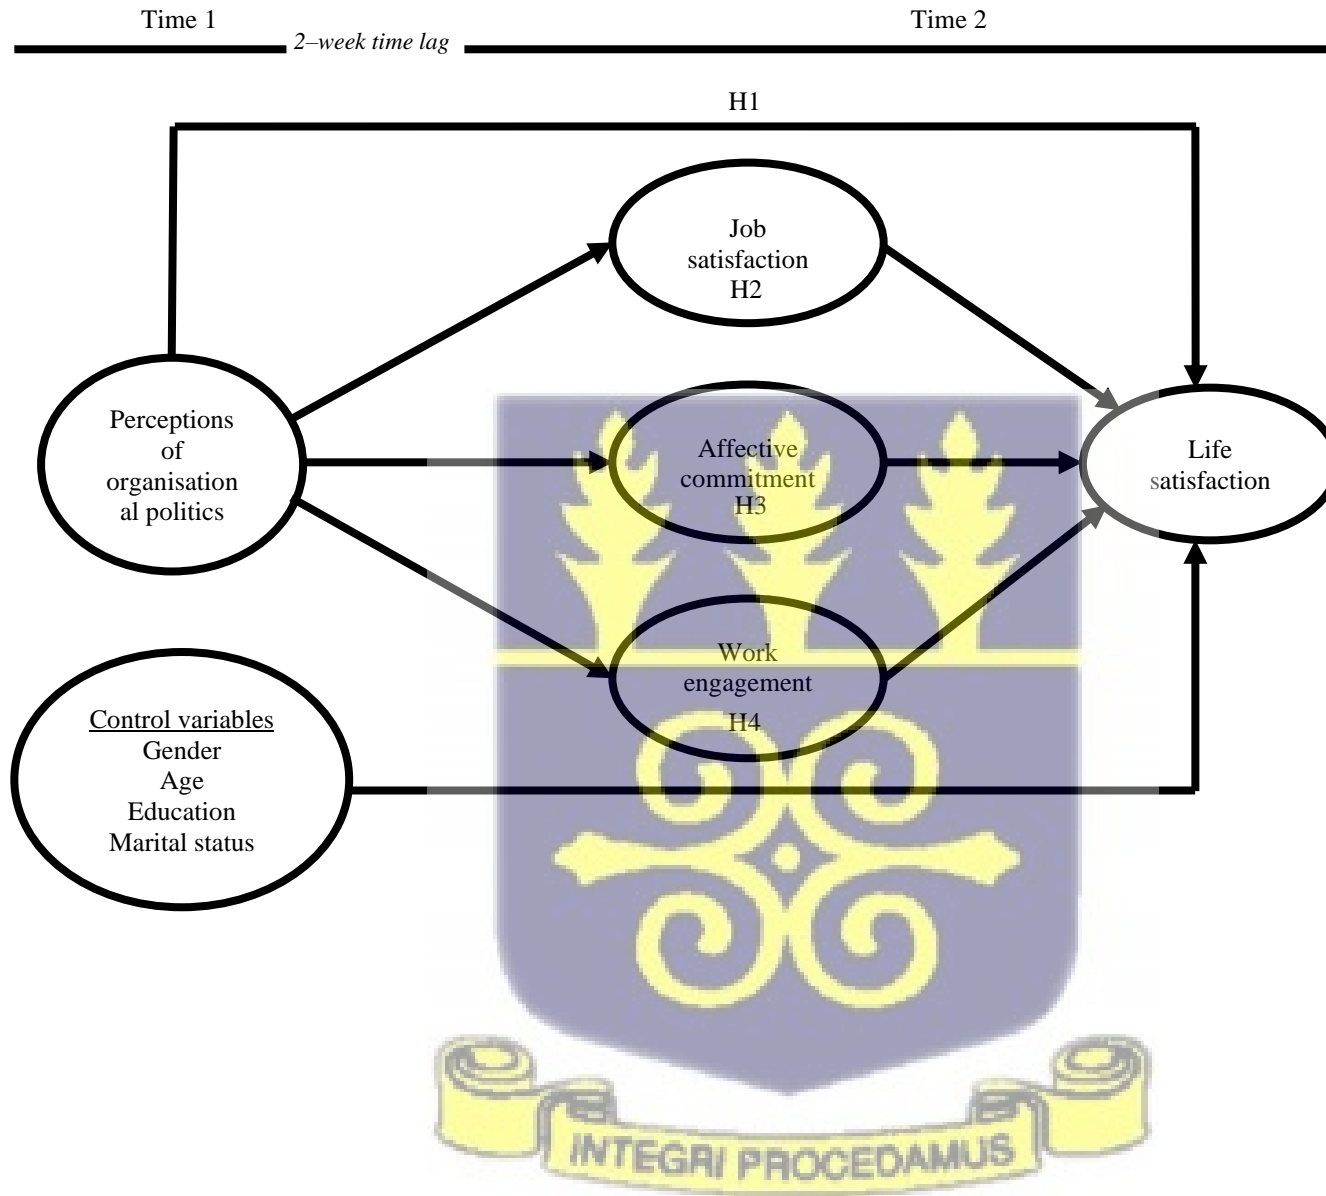 Time 1
Time 2
2–week time lag
H1
Job
satisfaction
H2
Perceptions
of
organisation
al politics
Affective
commitment
H3
Life
satisfaction
Work
engagement
H4
Control variables
Gender
Age
Education
Marital status
INTEGRI PROCEDAMUS